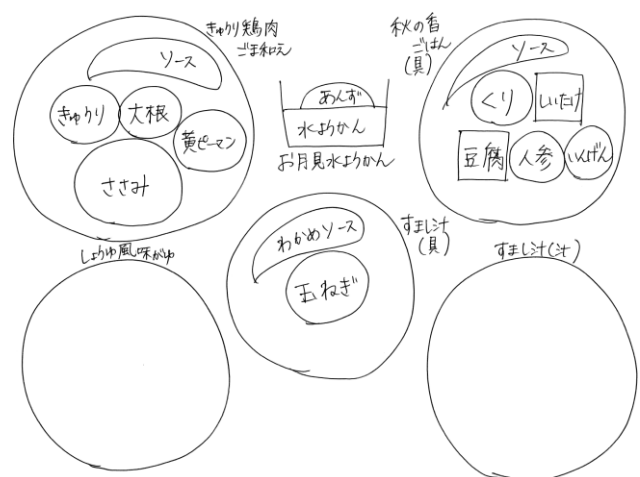 きゅうり鶏肉
ごま和え
ソース
きゅうり
大根
黄ピーマン
ささみ
あんず
水ようかん
お月見水ようかん
秋の香
ごはん
(具)
ソース
くり
しいたけ
豆腐
人参
いんげん
しょうゆ風味がゆ
すまし汁
(具)
わかめソース
玉ねぎ
すまし汁(汁)